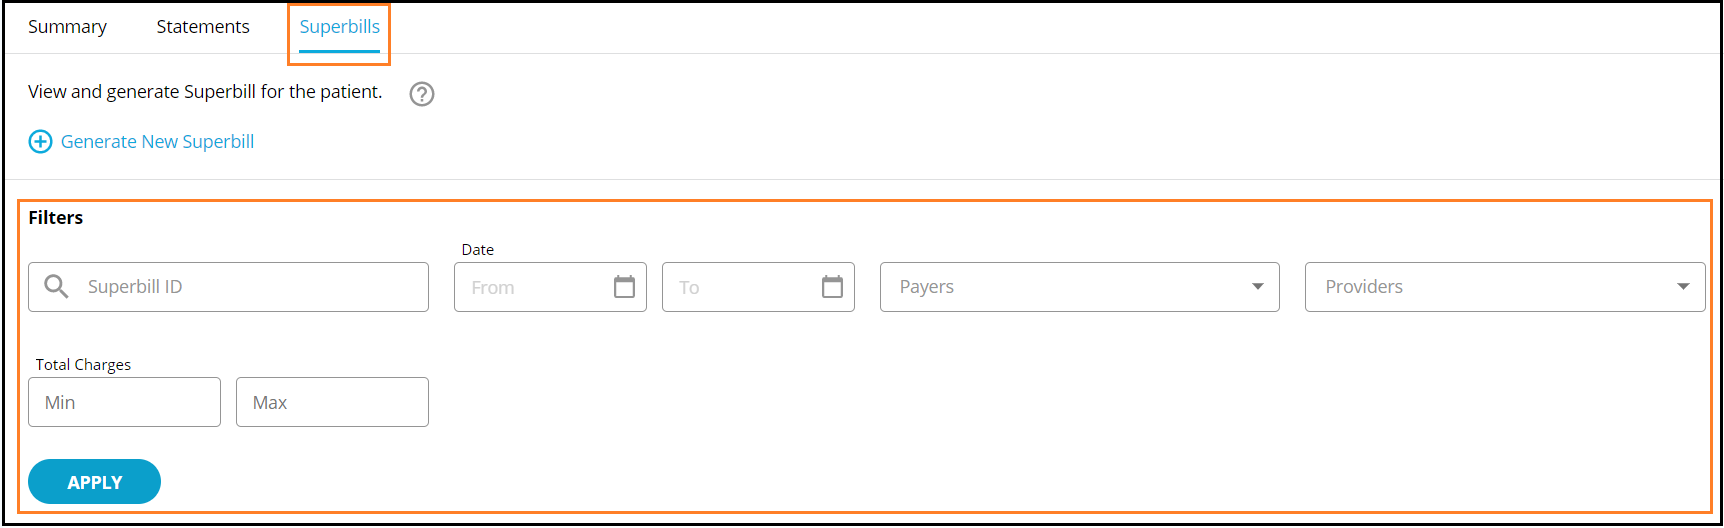 Summary Statements Superbills
View and generate Superbill for the patient. ?
Generate New Superbill
Filters
Date
Superbill ID From To Payers Providers
Total Charges
Min Max
APPLY